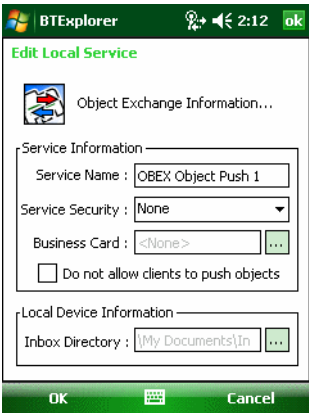 BTExplorer 2:12 ok
Edit Local Service
Object Exchange Information...
Service Information
Service Name : OBEX Object Push 1
Service Security : None
Business Card : <None> ...
Do not allow clients to push objects
Local Device Information
Inbox Directory : \My Documents\In ...
OK Cancel